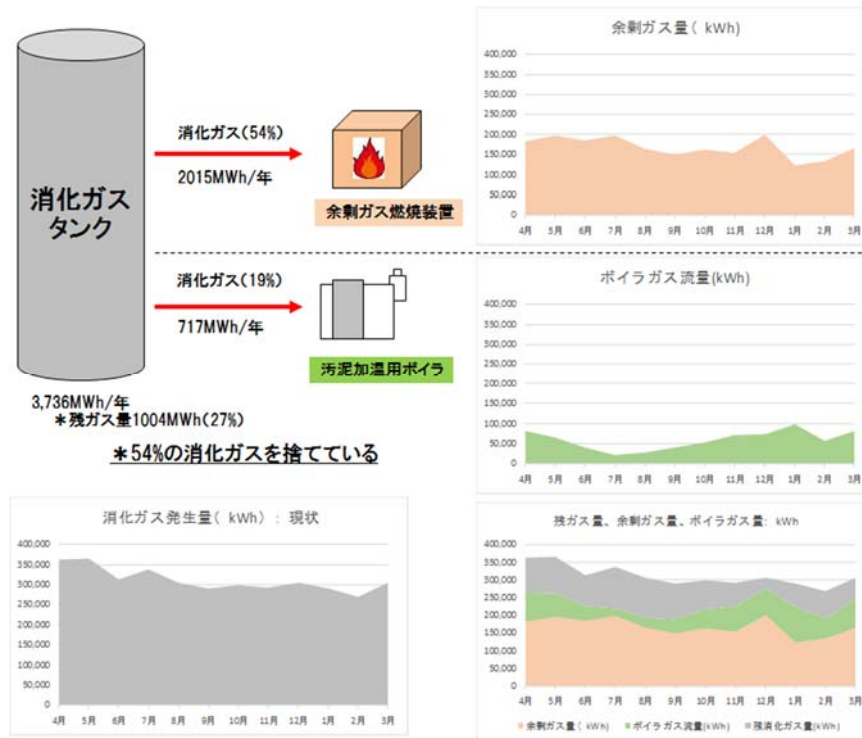 消化ガス
タンク
消化ガス(54%)
2015MWh/年
余剰ガス燃焼装置
消化ガス(19%)
717MWh/年
汚泥加温用ボイラ
3,736MWh/年
*残ガス量1004MWh(27%)
*54%の消化ガスを捨てている
余剰ガス量( kWh)
400,000
350,000
300,000
250,000
200,000
150,000
100,000
50,000
0
4月 5月 6月 7月 8月 9月 10月 11月 12月 1月 2月 3月
ボイラガス流量(kWh)
400,000
350,000
300,000
250,000
200,000
150,000
100,000
50,000
0
4月 5月 6月 7月 8月 9月 10月 11月 12月 1月 2月 3月
消化ガス発生量( kWh) : 現状
400,000
350,000
300,000
250,000
200,000
150,000
100,000
50,000
0
4月 5月 6月 7月 8月 9月 10月 11月 12月 1月 2月 3月
残ガス量、余剰ガス量、ボイラガス量: kWh
400,000
350,000
300,000
250,000
200,000
150,000
100,000
50,000
0
4月 5月 6月 7月 8月 9月 10月 11月 12月 1月 2月 3月
余剰ガス量( kWh) ボイラガス流量(kWh) 残消化ガス量(kWh)